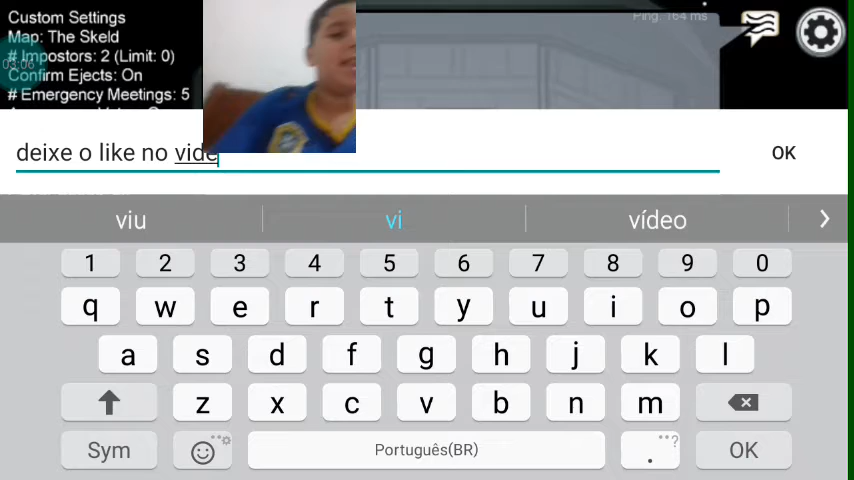 Custom Settings
Map: The Skeld
# Impostors: 2 (Limit: 0)
Confirm Ejects: On
# Emergency Meetings: 5
Ping: 164 ms
deixe o like no vide
OK
viu vi vídeo
1 2 3 4 5 6 7 8 9 0
q w e r t y u i o p
a s d f g h j k l
z x c v b n m
Sym Português(BR) . ? OK